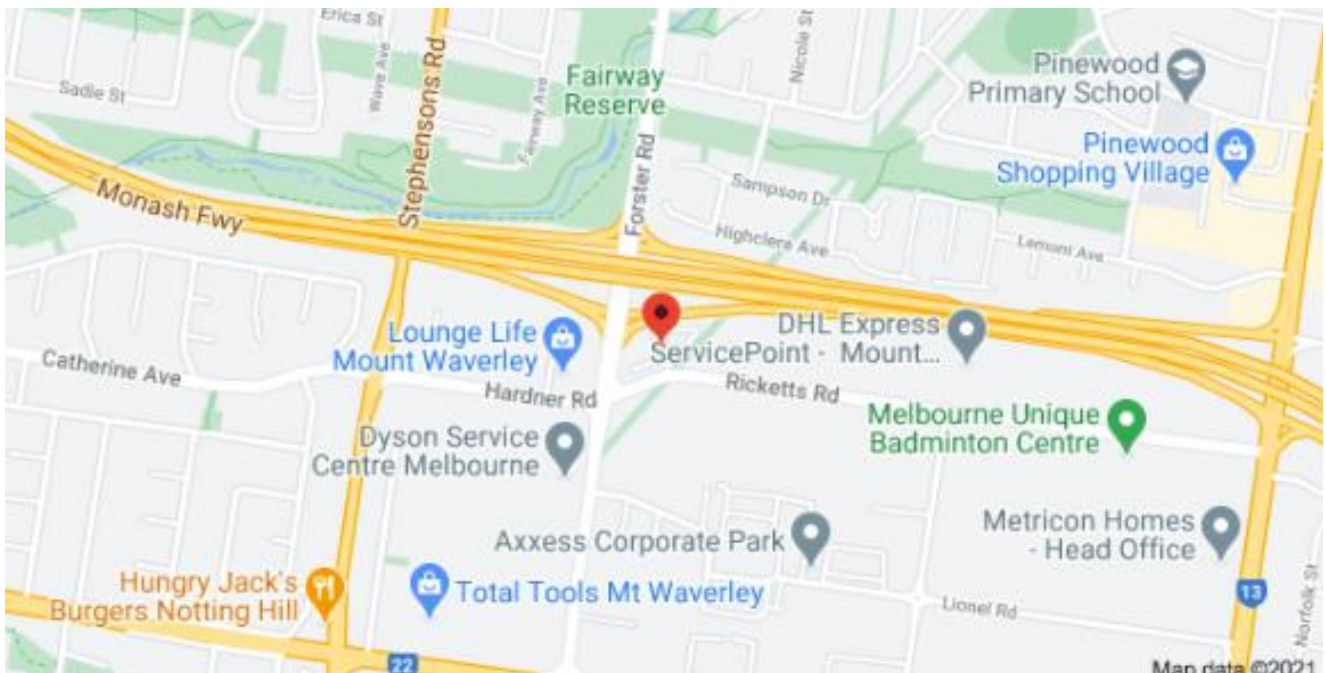 Erica St
Sadie St
Wave Ave
Stephensons Rd
Fairway Ave
Fairway
Reserve
Forster Rd
Nicole St
Pinewood
Primary School
Pinewood
Shopping Village
Monash Fwy
Sampson Dr
Highclere Ave
Lemont Ave
Lounge Life
Mount Waverley
DHL Express
ServicePoint - Mount...
Catherine Ave
Hardner Rd
Ricketts Rd
Melbourne Unique
Badminton Centre
Dyson Service
Centre Melbourne
Axxess Corporate Park
Metricon Homes
- Head Office
Hungry Jack's
Burgers Notting Hill
Total Tools Mt Waverley
Lionel Rd
13
Norfolk St
22
Map data ©2021